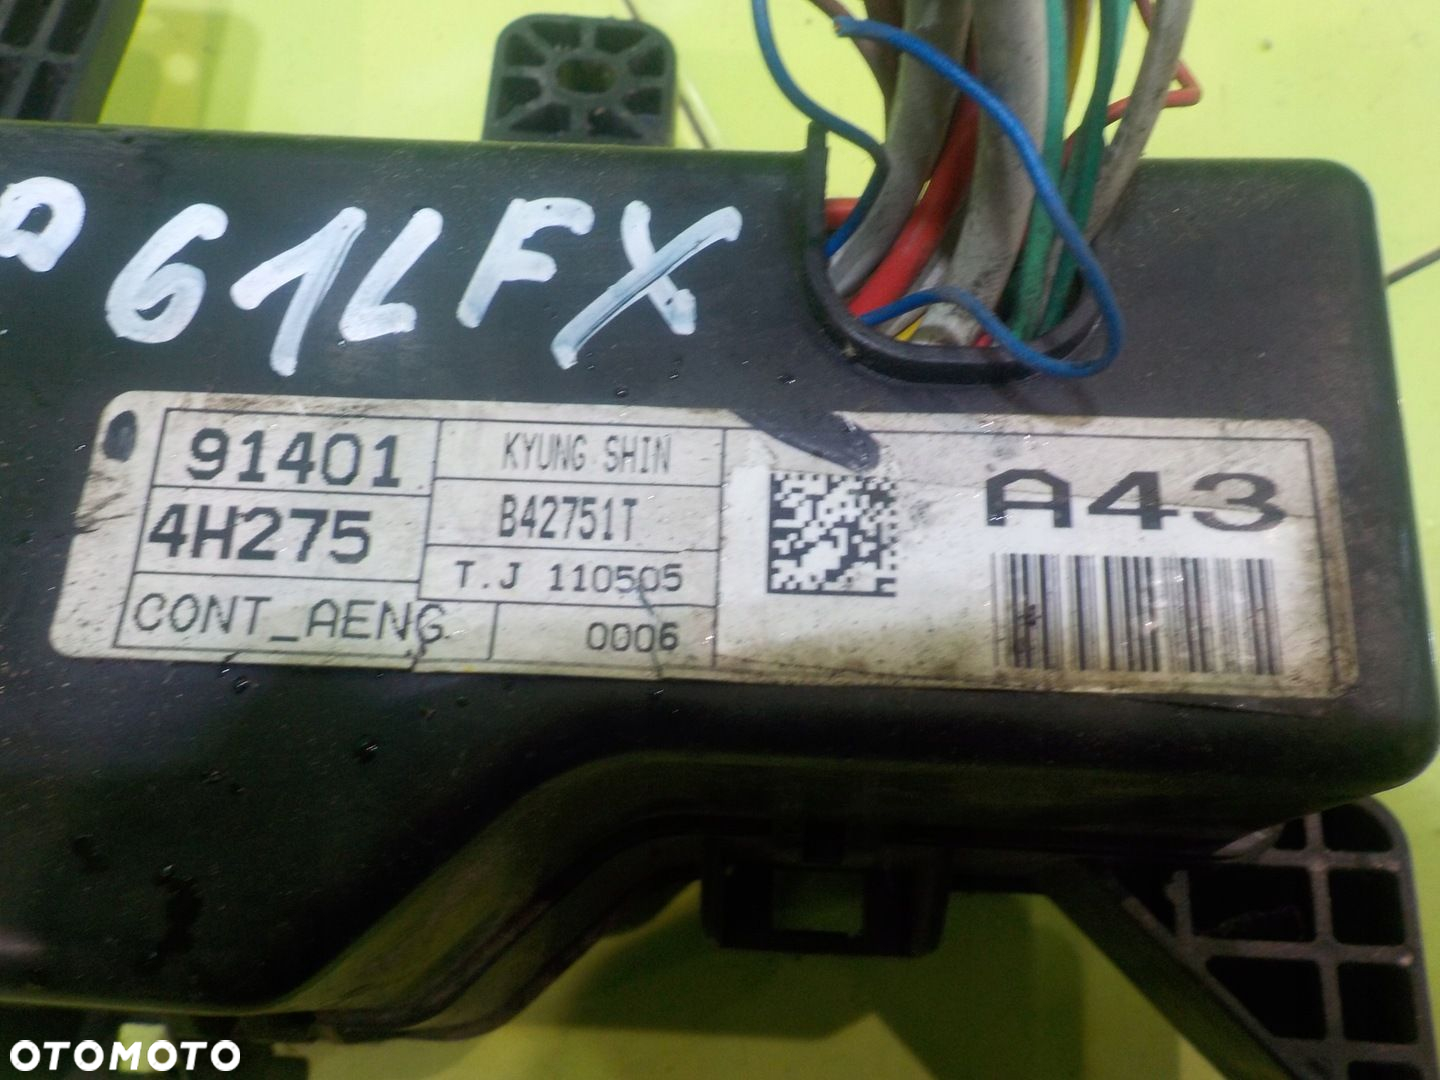 61LFX
91401
4H275
CONT_AENG
KYUNG SHIN
B42751T
T.J 110505
0006
A43
OTOMOTO